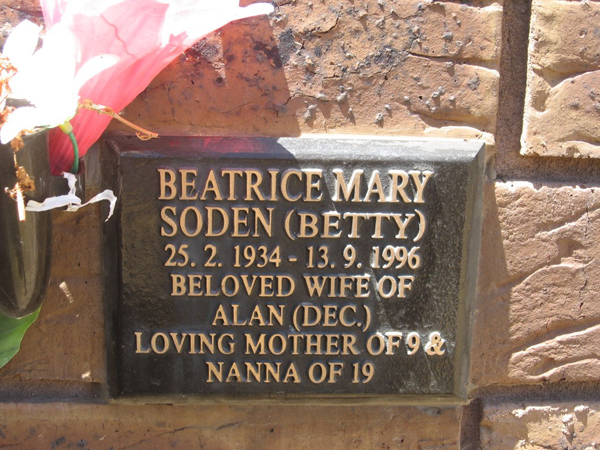 BEATRICE MARY
SODEN (BETTY)
25. 2. 1934 - 13. 9. 1996
BELOVED WIFE OF
ALAN (DEC.)
LOVING MOTHER OF 9 &
NANNA OF 19